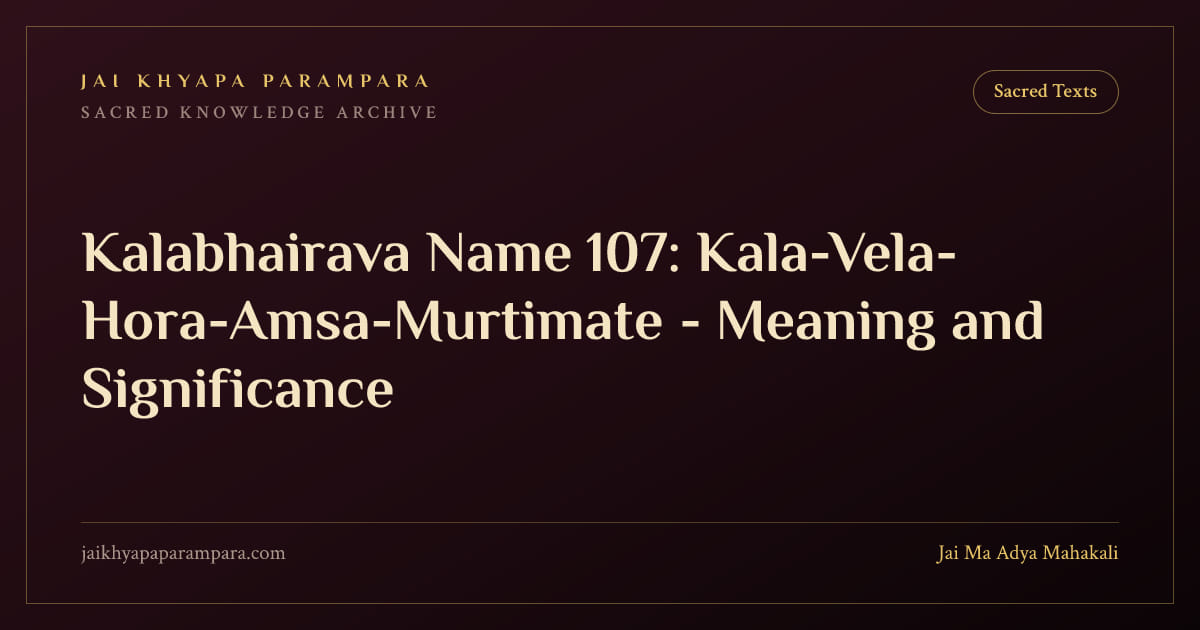 JAI KHYAPA PARAMPARA
SACRED KNOWLEDGE ARCHIVE
Sacred Texts
Kalabhairava Name 107: Kala-Vela-
Hora-Amsa-Murtimate - Meaning and
Significance
jaikhyapaparampara.com
Jai Ma Adya Mahakali